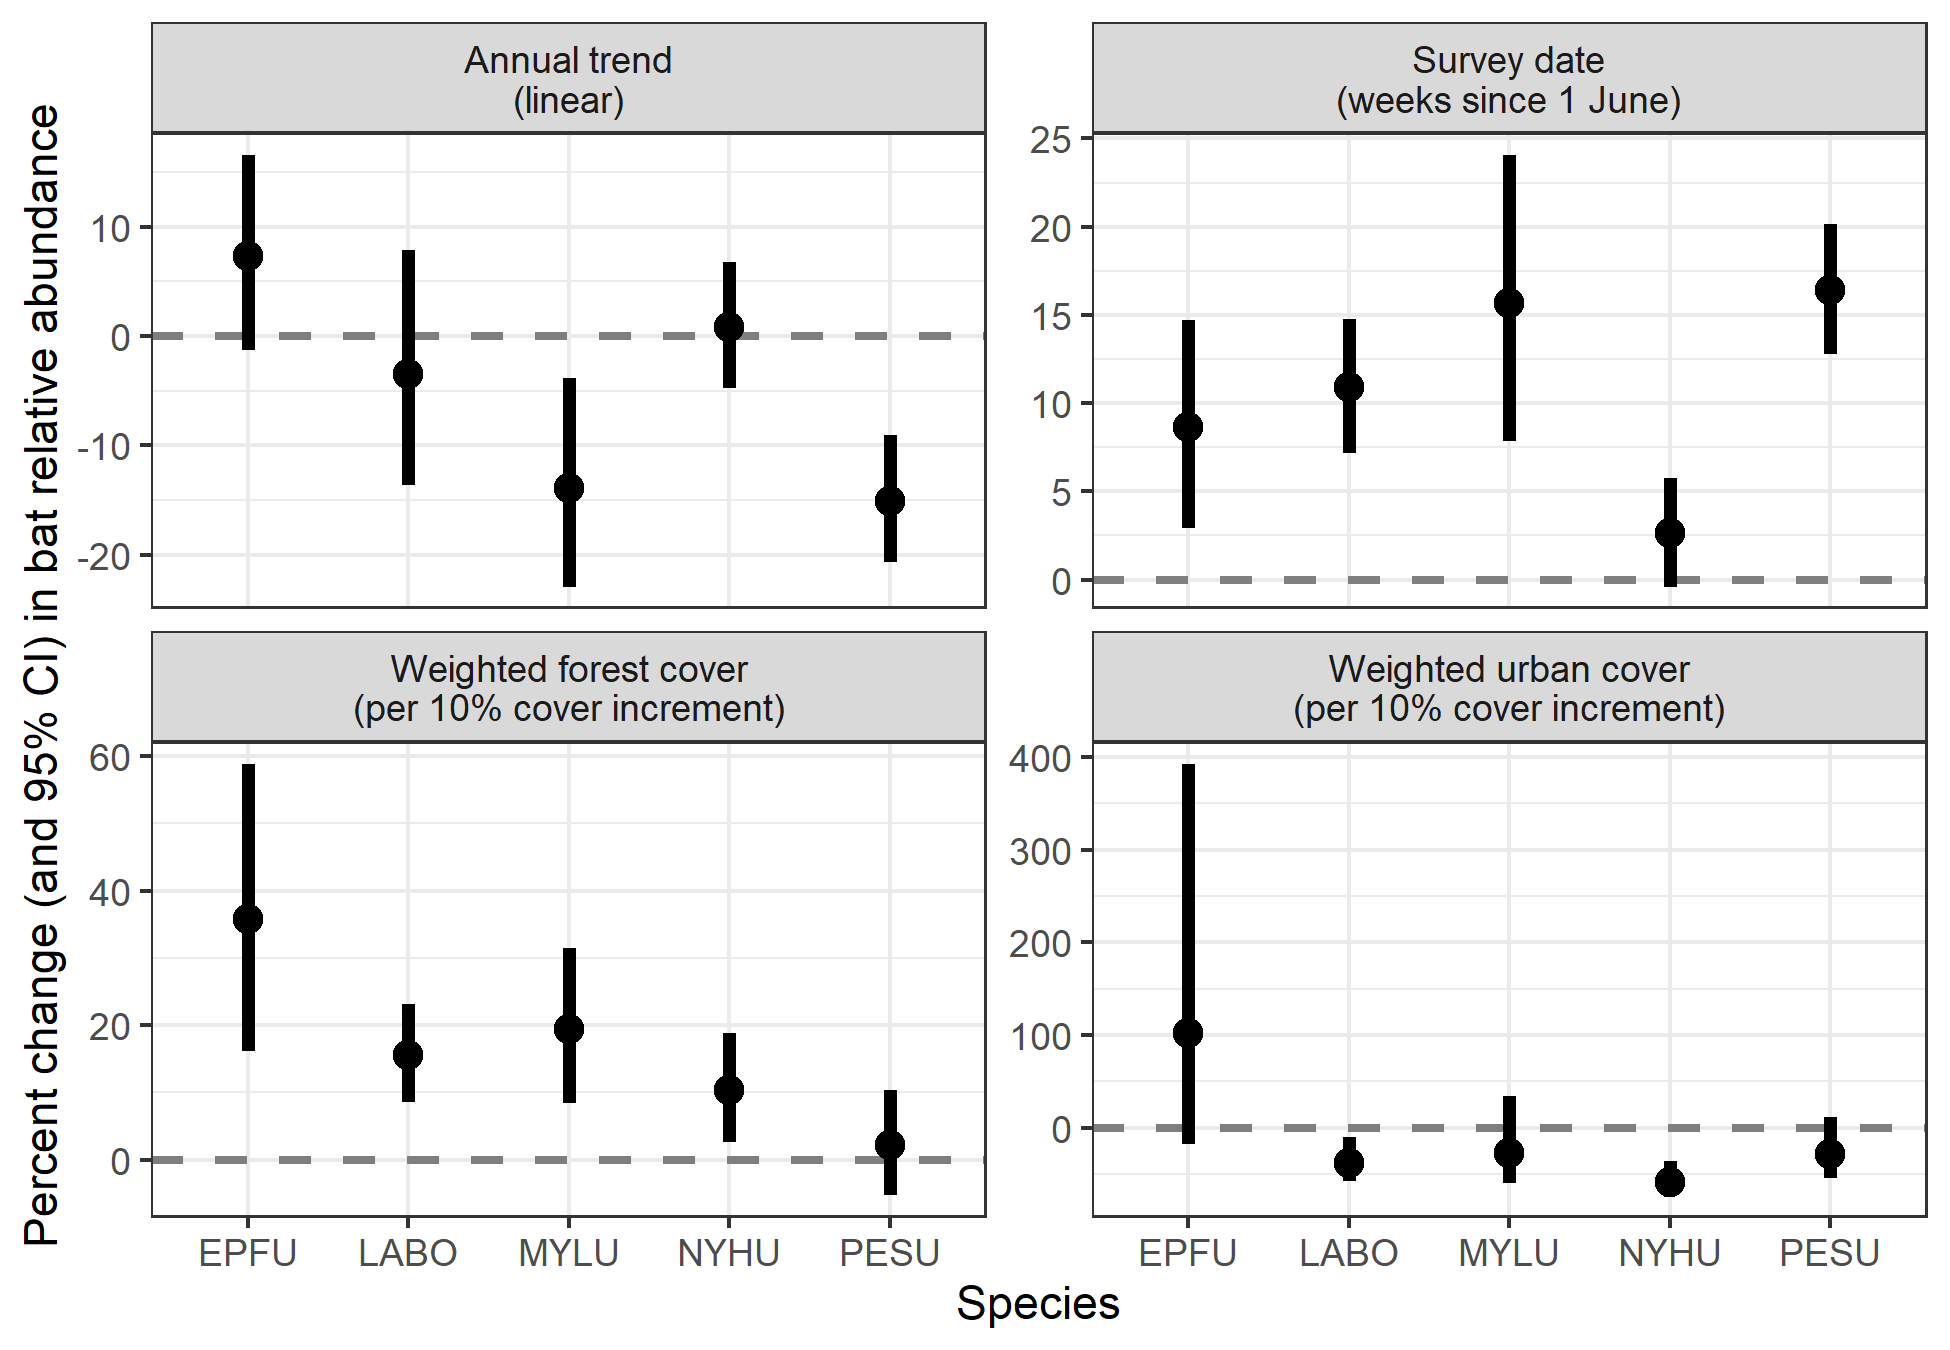 Percent change (and 95% CI) in bat relative abundance
Annual trend
(linear)
10
0
-10
-20
Survey date
(weeks since 1 June)
25
20
15
10
5
0
Weighted forest cover
(per 10% cover increment)
60
40
20
0
EPFU LABO MYLU NYHU PESU
Weighted urban cover
(per 10% cover increment)
400
300
200
100
0
EPFU LABO MYLU NYHU PESU
Species